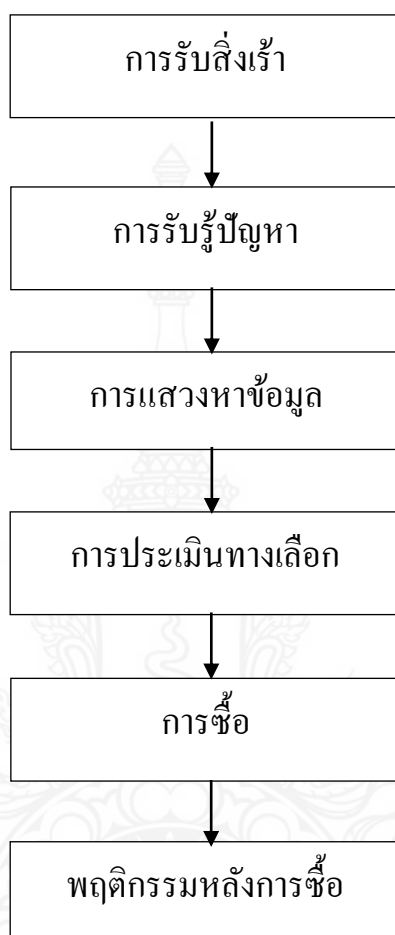 การรับสิ่งเร้า
การรับรู้ปัญหา
การแสวงหาข้อมูล
การประเมินทางเลือก
การซื้อ
พฤติกรรมหลังการซื้อ